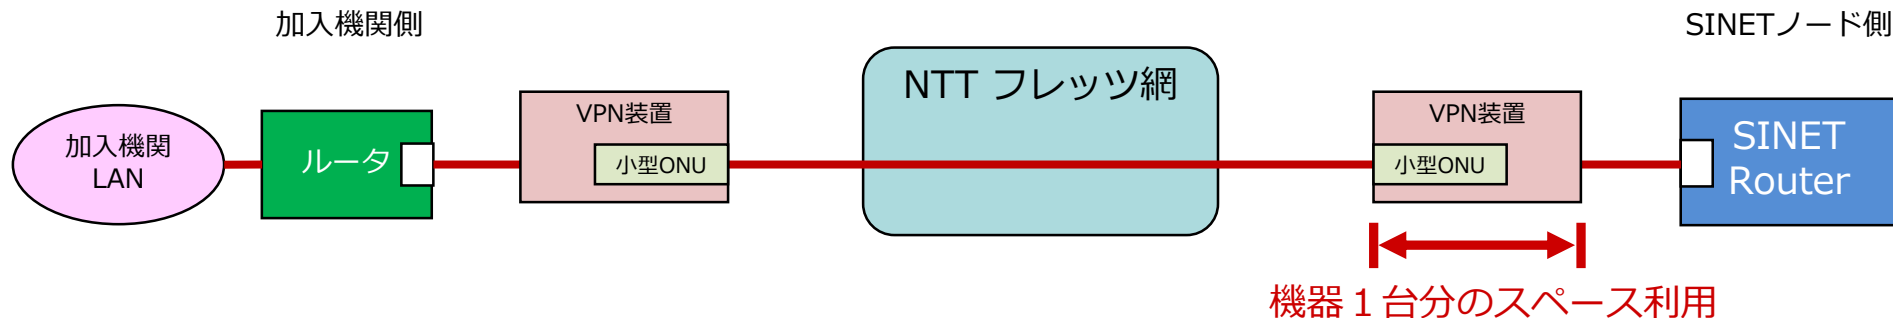 加入機関側
SINETノード側
加入機関
LAN
ルータ
VPN装置
小型ONU
NTT フレッツ網
VPN装置
小型ONU
SINET
Router
機器１台分のスペース利用